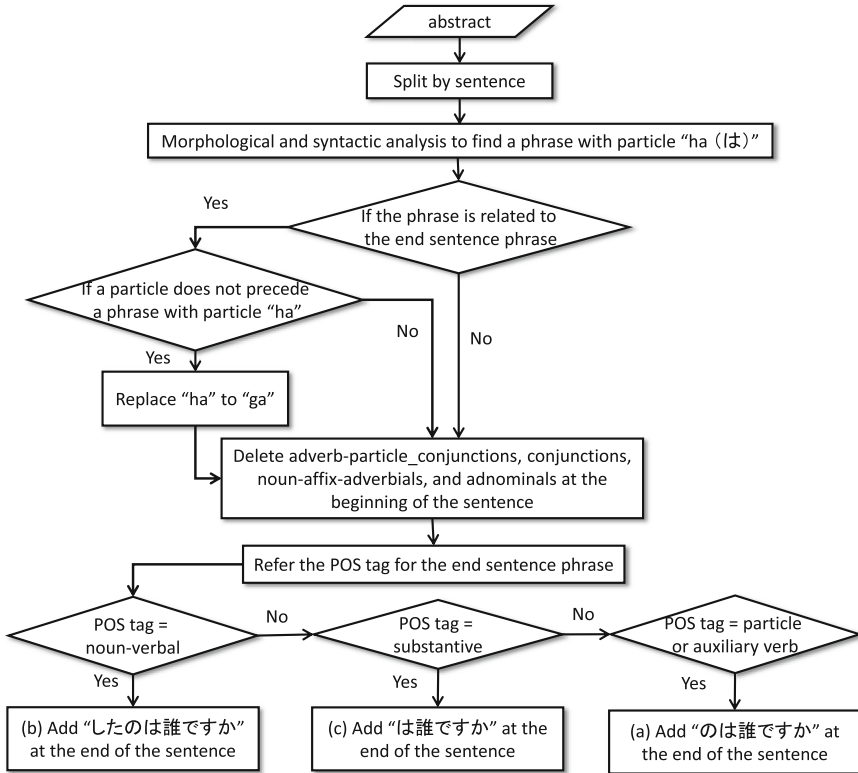 abstract
Split by sentence
Morphological and syntactic analysis to find a phrase with particle “ha （は）”
If the phrase is related to
the end sentence phrase
Yes
If a particle does not precede
a phrase with particle “ha”
No
No
Yes
Replace “ha” to “ga”
Delete adverb-particle_conjunctions, conjunctions,
noun-affix-adverbials, and adnominals at the
beginning of the sentence
Refer the POS tag for the end sentence phrase
POS tag =
noun-verbal
No
POS tag =
substantive
No
POS tag = particle
or auxiliary verb
Yes
Yes
Yes
(b) Add “したのは誰ですか”
at the end of the sentence
(c) Add “は誰ですか” at the
end of the sentence
(a) Add “のは誰ですか” at
the end of the sentence